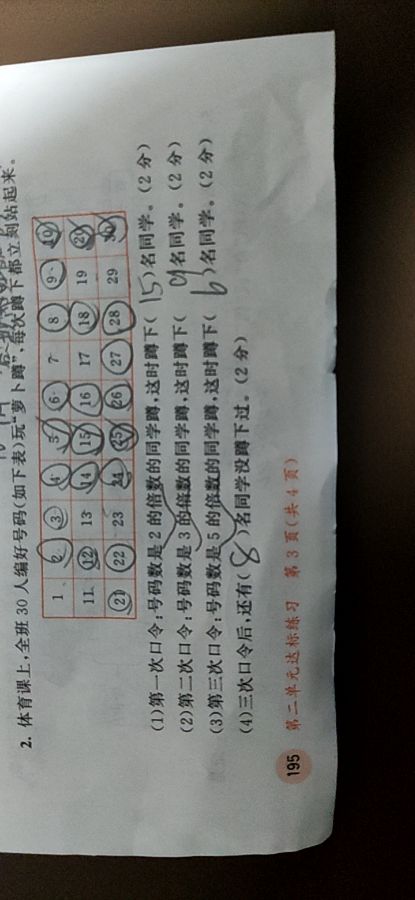 2. 体育课上,全班 30 人编好号码(如下表)玩“萝卜蹲”,每次蹲下都立刻站起来。
1 2 3 4 5 6 7 8 9 10
11 12 13 14 15 16 17 18 19 20
21 22 23 24 25 26 27 28 29 30
(1)第一次口令:号码数是 2 的倍数的同学蹲,这时蹲下( 15 )名同学。(2 分)
(2)第二次口令:号码数是 3 的倍数的同学蹲,这时蹲下( 9 )名同学。(2 分)
(3)第三次口令:号码数是 5 的倍数的同学蹲,这时蹲下( 6 )名同学。(2 分)
(4)三次口令后,还有( 8 )名同学没蹲下过。(2 分)
195 第二单元达标练习 第 3 页(共 4 页)